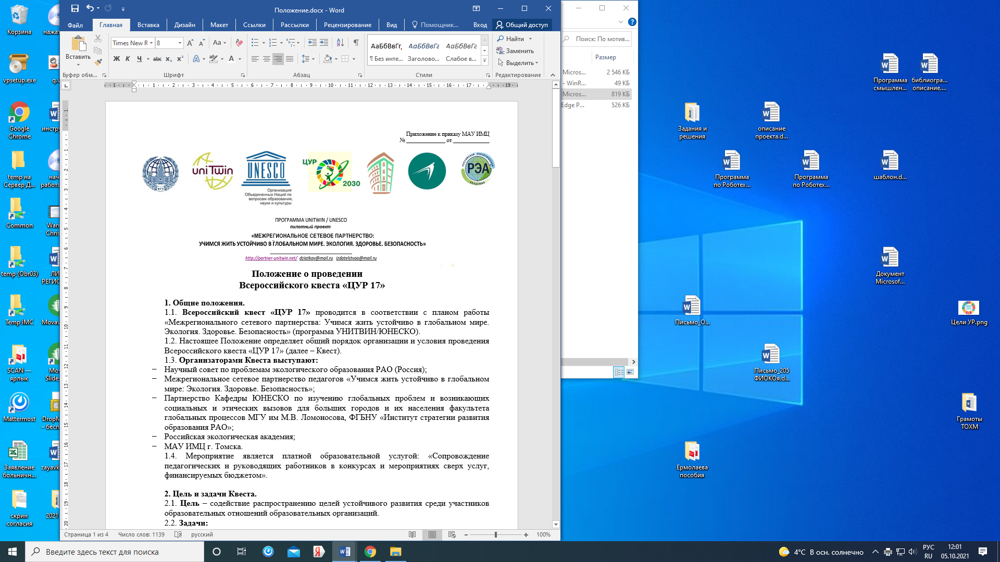 Положение.docx - Word
Файл
Главная
Вставка
Дизайн
Макет
Ссылки
Рассылки
Рецензирование
Вид
Помощник...
Вход
Общий доступ
Вставить
Times New R
8
Буфер обм...
Шрифт
Абзац
Стили
Редактирование
АаБбВвГг,
АаБбВвГг
АаБбВвГг
¶ Без инте...
Заголово...
Слабое в...
Найти
Заменить
Выделить
Приложение к приказу МАУ ИМЦ
№ ______________ от _____________
uniTwin
UNESCO
Организация
Объединенных Наций по
вопросам образования,
науки и культуры
ЦУР
2030
РОССИЙСКАЯ ЭКОЛОГИЧЕСКАЯ
РЭА
АКАДЕМИЯ
ПРОГРАММА UNITWIN / UNESCO
пилотный проект
«МЕЖРЕГИОНАЛЬНОЕ СЕТЕВОЕ ПАРТНЕРСТВО:
УЧИМСЯ ЖИТЬ УСТОЙЧИВО В ГЛОБАЛЬНОМ МИРЕ. ЭКОЛОГИЯ. ЗДОРОВЬЕ. БЕЗОПАСНОСТЬ»
http://partner-unitwin.net/ dziatkov@mail.ru izdatelstvoo@mail.ru
Положение о проведении
Всероссийского квеста «ЦУР 17»
1. Общие положения.
1.1. Всероссийский квест «ЦУР 17» проводится в соответствии с планом работы
«Межрегионального сетевого партнерства: Учимся жить устойчиво в глобальном мире.
Экология. Здоровье. Безопасность» (программа УНИТВИН/ЮНЕСКО).
1.2. Настоящее Положение определяет общий порядок организации и условия проведения
Всероссийского квеста «ЦУР 17» (далее – Квест).
1.3. Организаторами Квеста выступают:
– Научный совет по проблемам экологического образования РАО (Россия);
– Межрегиональное сетевое партнерство педагогов «Учимся жить устойчиво в глобальном
мире: Экология. Здоровье. Безопасность»;
– Партнерство Кафедры ЮНЕСКО по изучению глобальных проблем и возникающих
социальных и этических вызовов для больших городов и их населения факультета
глобальных процессов МГУ им М.В. Ломоносова, ФГБНУ «Институт стратегии развития
образования РАО»;
– Российская экологическая академия;
– МАУ ИМЦ г. Томска.
1.4. Мероприятие является платной образовательной услугой: «Сопровождение
педагогических и руководящих работников в конкурсах и мероприятиях сверх услуг,
финансируемых бюджетом».
2. Цель и задачи Квеста.
2.1. Цель – содействие распространению целей устойчивого развития среди участников
образовательных отношений образовательных организаций.
2.2. Задачи:
Страница 1 из 4
Число слов: 1139
русский
100%
Поиск: По мотив...
Размер
Micros...
2 546 КБ
- WinR...
49 КБ
Micros...
819 КБ
Edge P...
526 КБ
Корзина
нажат
vpsetup.exe
q.v
Google
Chrome
инстру
temp на
Сервер Д...
нач
работа
Common
Warr
Chris
temp (Obr03)
ЛИ
РЕГИС
Temp IMC
Movav
SCAN —
ярлык
Mov
Slides
Mattermost
DropM
– бесп
Заявление
больничн...
zayavk
скрин
согласия
2021
Программа
смышлен...
библиогра...
описание....
Задания и
решения
описание
проекта.d...
Программа
по Роботех...
Программа
по Роботех...
шаблон.d...
Документ
Microsof...
Письмо_О...
Цели УР.png
Письмо_205
ФИОКОя.d...
Грамоты
ТОХМ
Ермолаева
пособия
Введите здесь текст для поиска
4°C В осн. солнечно
РУС
RU
12:01
05.10.2021